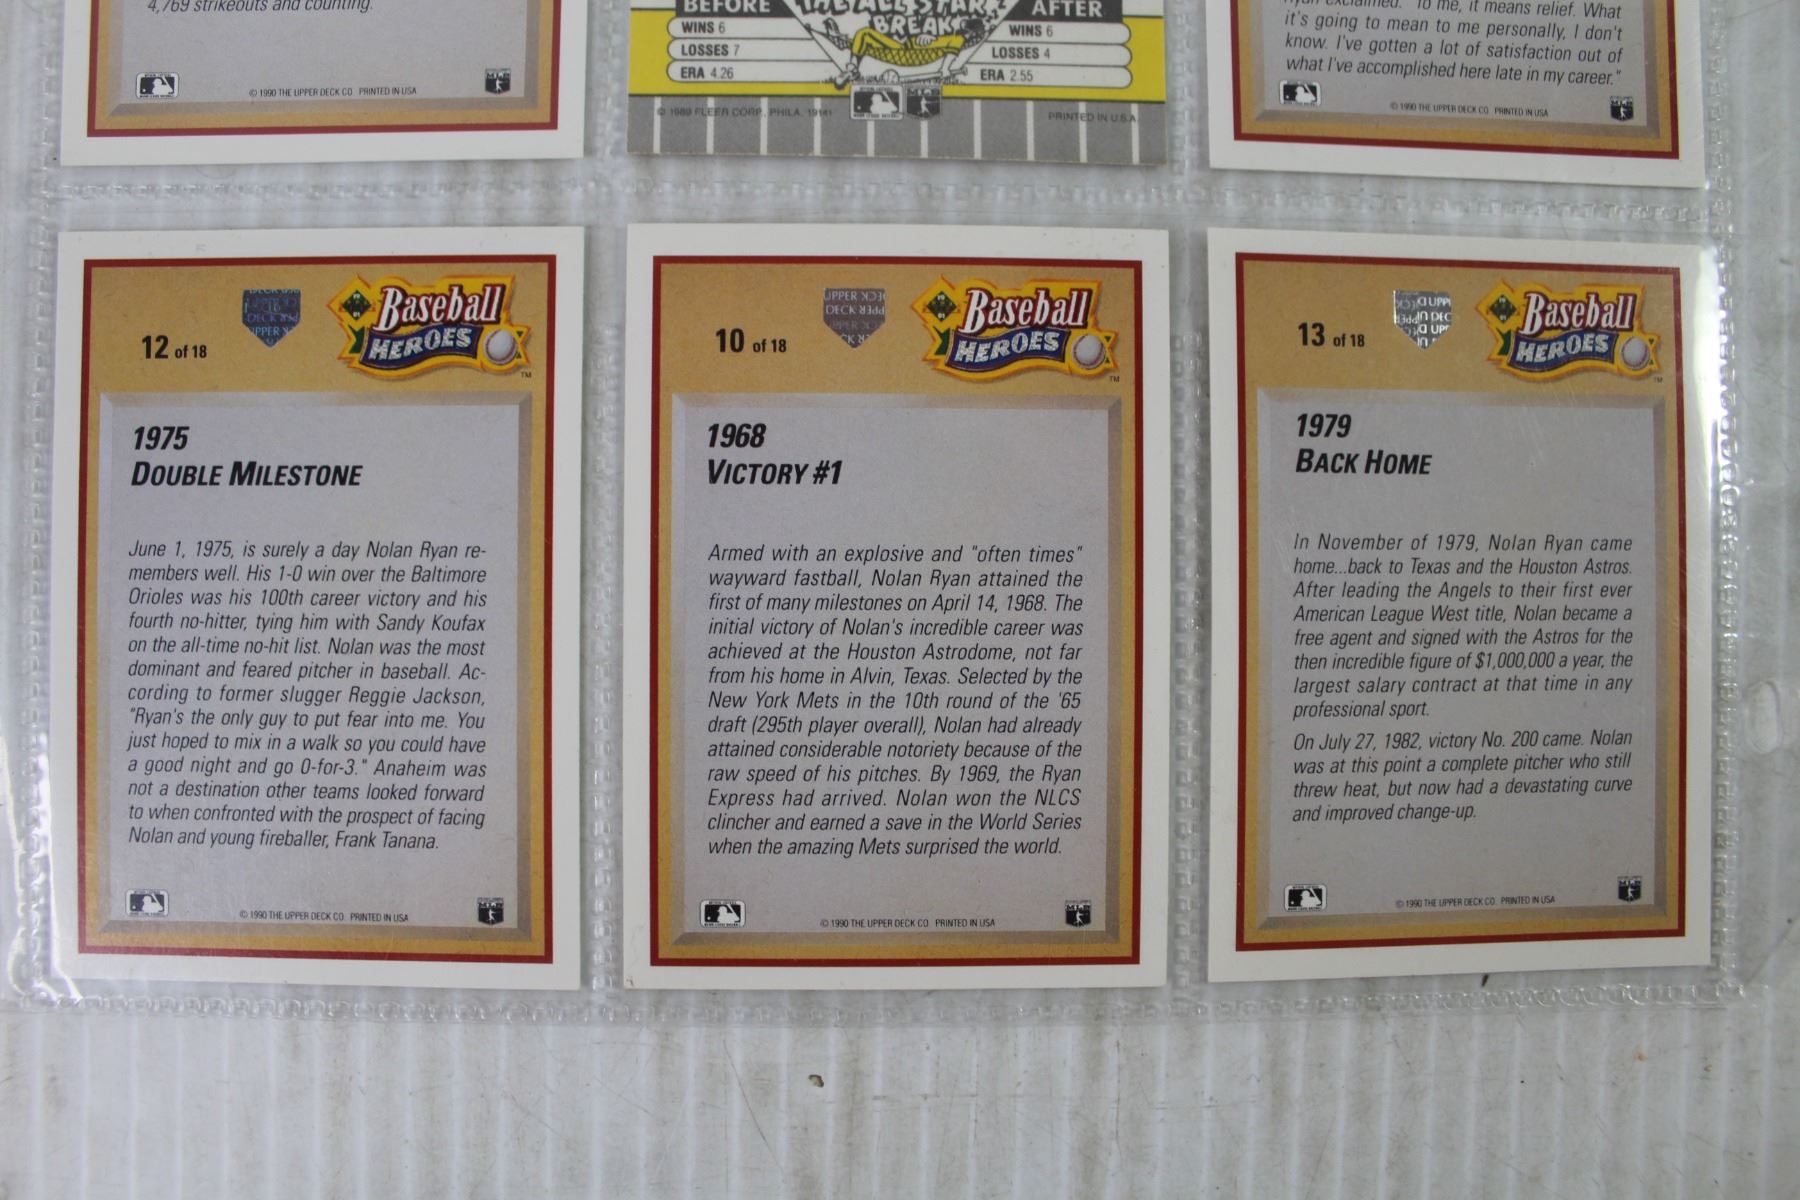 4,769 strikeouts and counting.
© 1990 THE UPPER DECK CO. PRINTED IN USA
BEFORE
THE ALL STAR
BREAK
AFTER
WINS 6
LOSSES 7
ERA 4.26
WINS 6
LOSSES 4
ERA 2.55
© 1989 FLEER CORP., PHILA. 19141
PRINTED IN U.S.A.
Ryan exclaimed. "To me, it means relief. What
it's going to mean to me personally, I don't
know. I've gotten a lot of satisfaction out of
what I've accomplished here late in my career."
© 1990 THE UPPER DECK CO. PRINTED IN USA
12 of 18
Baseball
HEROES
TM
1975
DOUBLE MILESTONE
June 1, 1975, is surely a day Nolan Ryan re-
members well. His 1-0 win over the Baltimore
Orioles was his 100th career victory and his
fourth no-hitter, tying him with Sandy Koufax
on the all-time no-hit list. Nolan was the most
dominant and feared pitcher in baseball. Ac-
cording to former slugger Reggie Jackson,
"Ryan's the only guy to put fear into me. You
just hoped to mix in a walk so you could have
a good night and go 0-for-3." Anaheim was
not a destination other teams looked forward
to when confronted with the prospect of facing
Nolan and young fireballer, Frank Tanana.
© 1990 THE UPPER DECK CO. PRINTED IN USA
10 of 18
UPPER
DECK
Baseball
HEROES
TM
1968
VICTORY #1
Armed with an explosive and "often times"
wayward fastball, Nolan Ryan attained the
first of many milestones on April 14, 1968. The
initial victory of Nolan's incredible career was
achieved at the Houston Astrodome, not far
from his home in Alvin, Texas. Selected by the
New York Mets in the 10th round of the '65
draft (295th player overall), Nolan had already
attained considerable notoriety because of the
raw speed of his pitches. By 1969, the Ryan
Express had arrived. Nolan won the NLCS
clincher and earned a save in the World Series
when the amazing Mets surprised the world.
© 1990 THE UPPER DECK CO. PRINTED IN USA
13 of 18
Baseball
HEROES
TM
1979
BACK HOME
In November of 1979, Nolan Ryan came
home...back to Texas and the Houston Astros.
After leading the Angels to their first ever
American League West title, Nolan became a
free agent and signed with the Astros for the
then incredible figure of $1,000,000 a year, the
largest salary contract at that time in any
professional sport.
On July 27, 1982, victory No. 200 came. Nolan
was at this point a complete pitcher who still
threw heat, but now had a devastating curve
and improved change-up.
© 1990 THE UPPER DECK CO. PRINTED IN USA